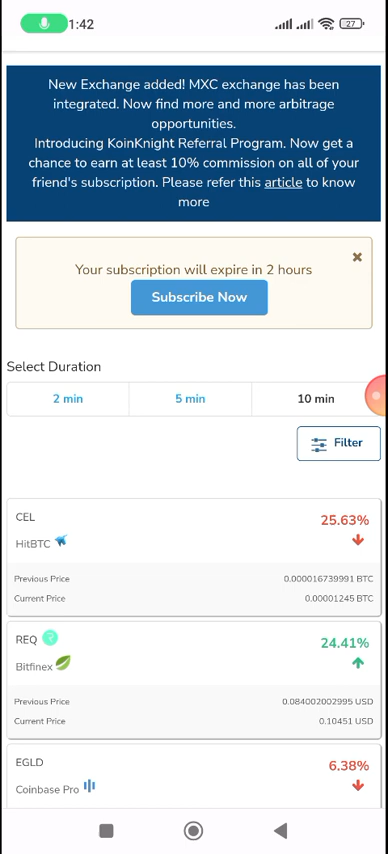 1:42
27
New Exchange added! MXC exchange has been
integrated. Now find more and more arbitrage
opportunities.
Introducing KoinKnight Referral Program. Now get a
chance to earn at least 10% commission on all of your
friend's subscription. Please refer this article to know
more
Your subscription will expire in 2 hours
Subscribe Now
Select Duration
2 min 5 min 10 min
Filter
CEL 25.63%
HitBTC
Previous Price 0.000016739991 BTC
Current Price 0.00001245 BTC
REQ 24.41%
Bitfinex
Previous Price 0.084002002995 USD
Current Price 0.10451 USD
EGLD 6.38%
Coinbase Pro